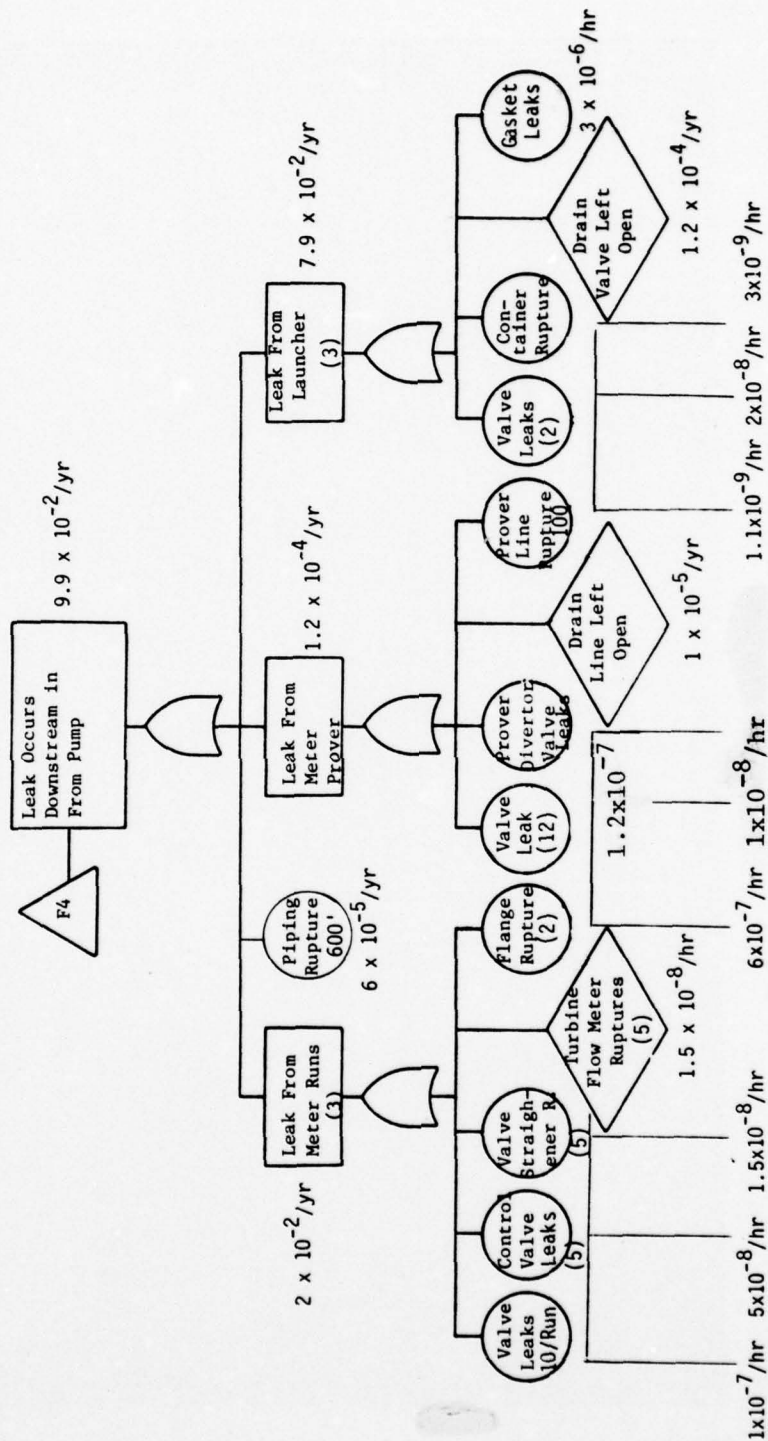 F4
Leak Occurs
Downstream in
From Pump
9.9 x 10⁻²/yr
2 x 10⁻²/yr
Leak From
Meter Runs
(3)
Piping
Rupture
600'
6 x 10⁻⁵/yr
Leak From
Meter
Prover
1.2 x 10⁻⁴/yr
Leak From
Launcher
(3)
7.9 x 10⁻²/yr
Valve
Leaks
10/Run
Control
Valve
Leaks
(5)
Valve
Straigh-
ener R.
(5)
Turbine
Flow Meter
Ruptures
(5)
1.5 x 10⁻⁸/hr
Flange
Rupture
(2)
Valve
Leak
(12)
Prover
Divertor
Valve
Leaks
1.2x10⁻⁷
Drain
Line Left
Open
1 x 10⁻⁵/yr
Prover
Line
Rupture
100
Valve
Leaks
(2)
Con-
tainer
Rupture
Drain
Valve Left
Open
1.2 x 10⁻⁴/yr
Gasket
Leaks
3 x 10⁻⁶/hr
1x10⁻⁷/hr 5x10⁻⁸/hr 1.5x10⁻⁸/hr 6x10⁻⁷/hr 1x10⁻⁸/hr 1.1x10⁻⁹/hr 2x10⁻⁸/hr 3x10⁻⁹/hr